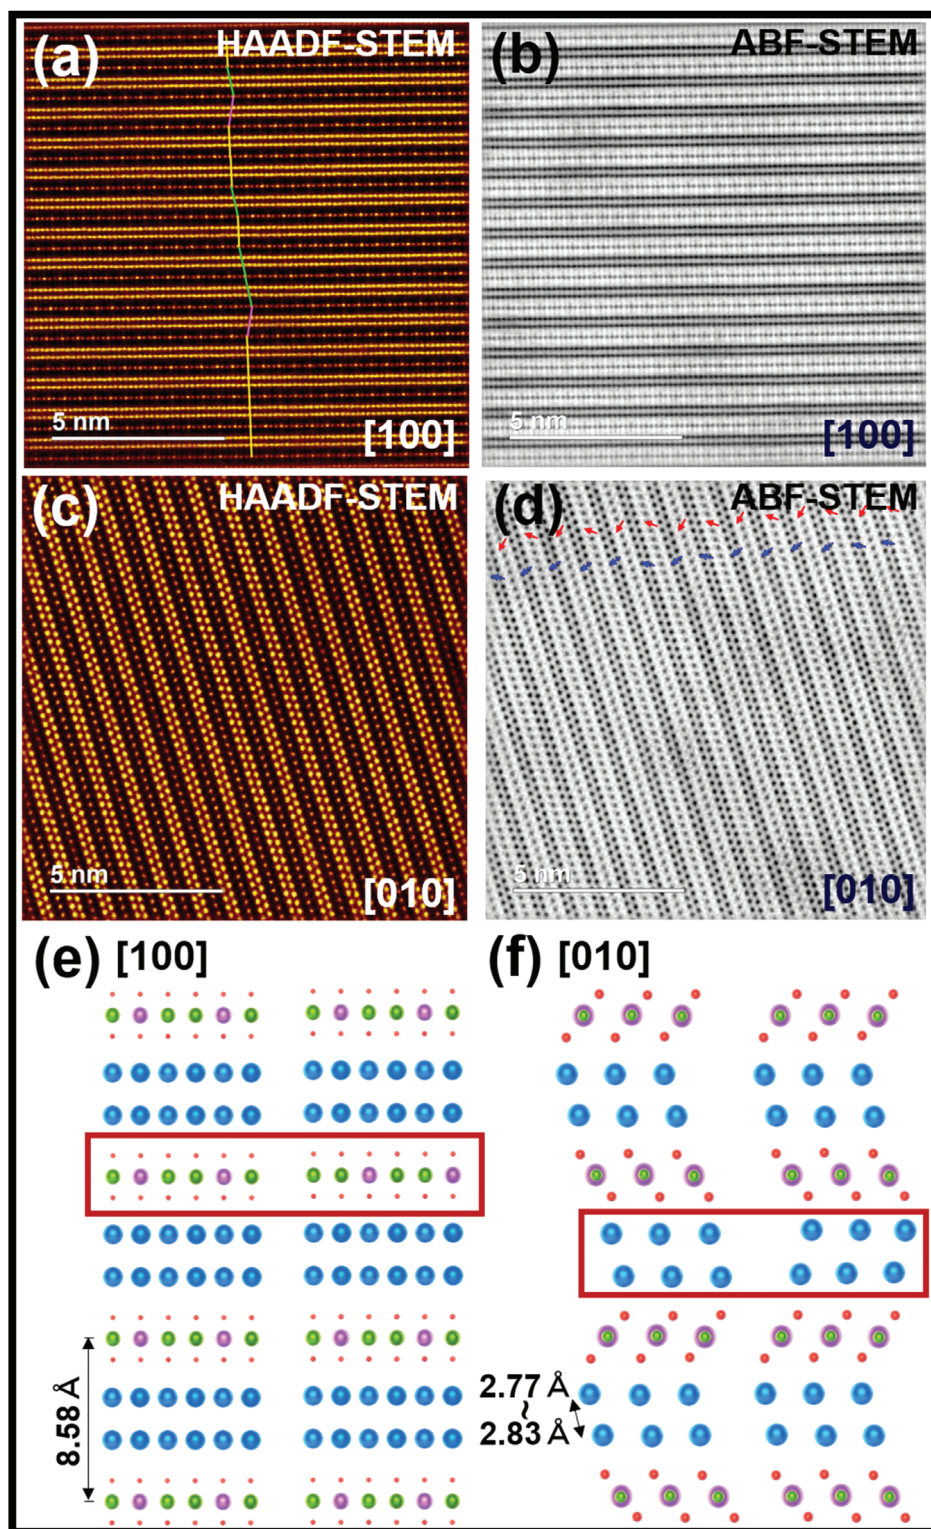 (a) HAADF-STEM
5 nm
[100]
(b) ABF-STEM
5 nm
[100]
(c) HAADF-STEM
5 nm
[010]
(d) ABF-STEM
5 nm
[010]
(e) [100]
8.58 Å
(f) [010]
2.77 Å
~
2.83 Å